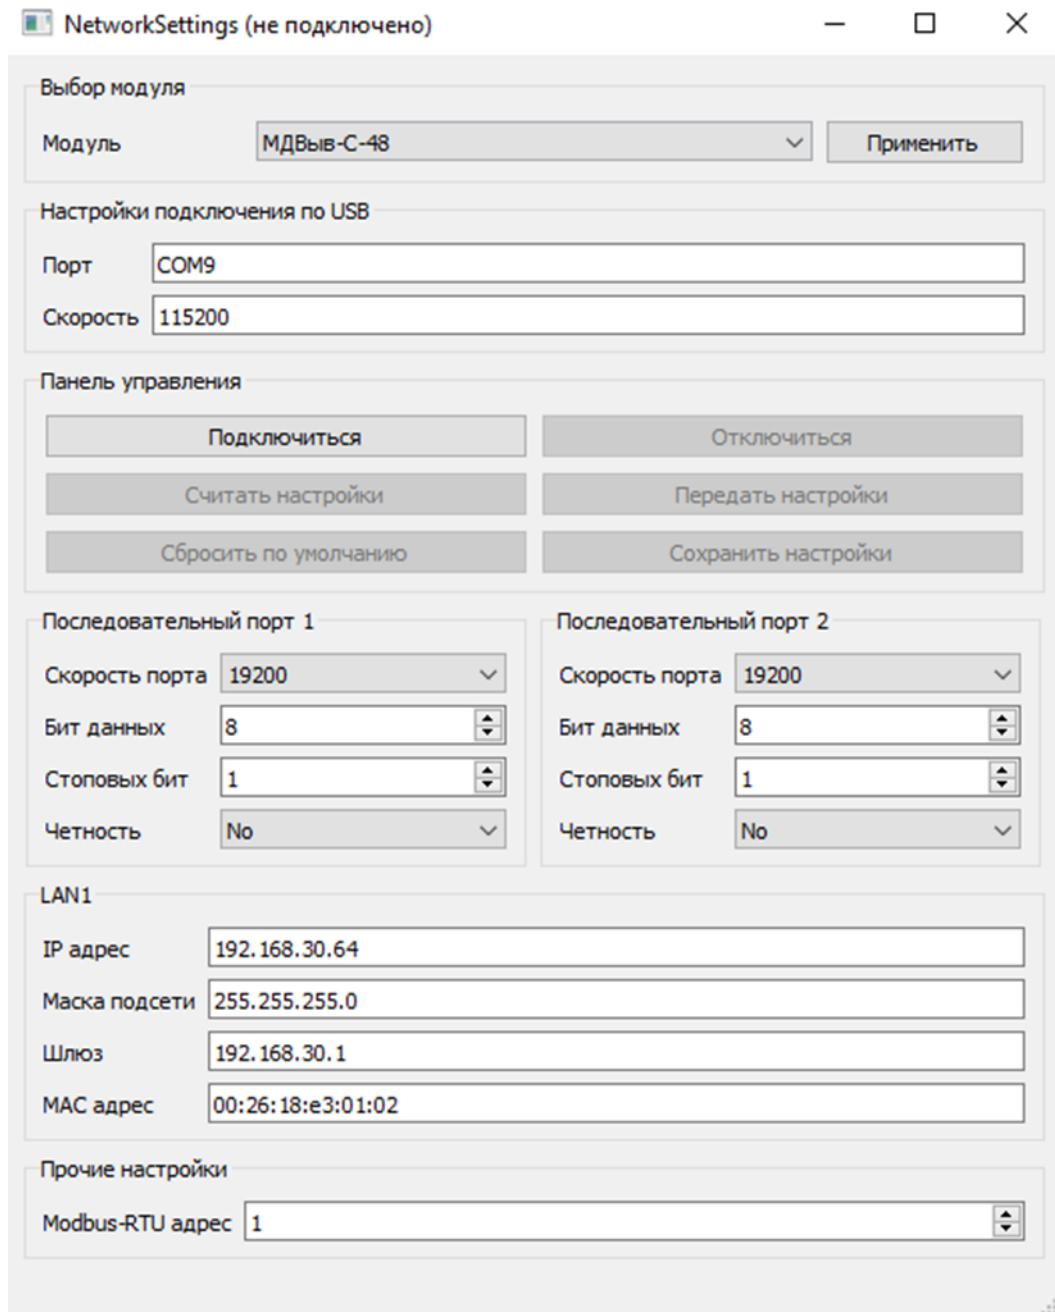 NetworkSettings (не подключено)
Выбор модуля
Модуль МДВыв-С-48 Применить
Настройки подключения по USB
Порт COM9
Скорость 115200
Панель управления
Подключиться Отключиться
Считать настройки Передать настройки
Сбросить по умолчанию Сохранить настройки
Последовательный порт 1 Последовательный порт 2
Скорость порта 19200 Скорость порта 19200
Бит данных 8 Бит данных 8
Стоповых бит 1 Стоповых бит 1
Четность No Четность No
LAN1
IP адрес 192.168.30.64
Маска подсети 255.255.255.0
Шлюз 192.168.30.1
MAC адрес 00:26:18:e3:01:02
Прочие настройки
Modbus-RTU адрес 1